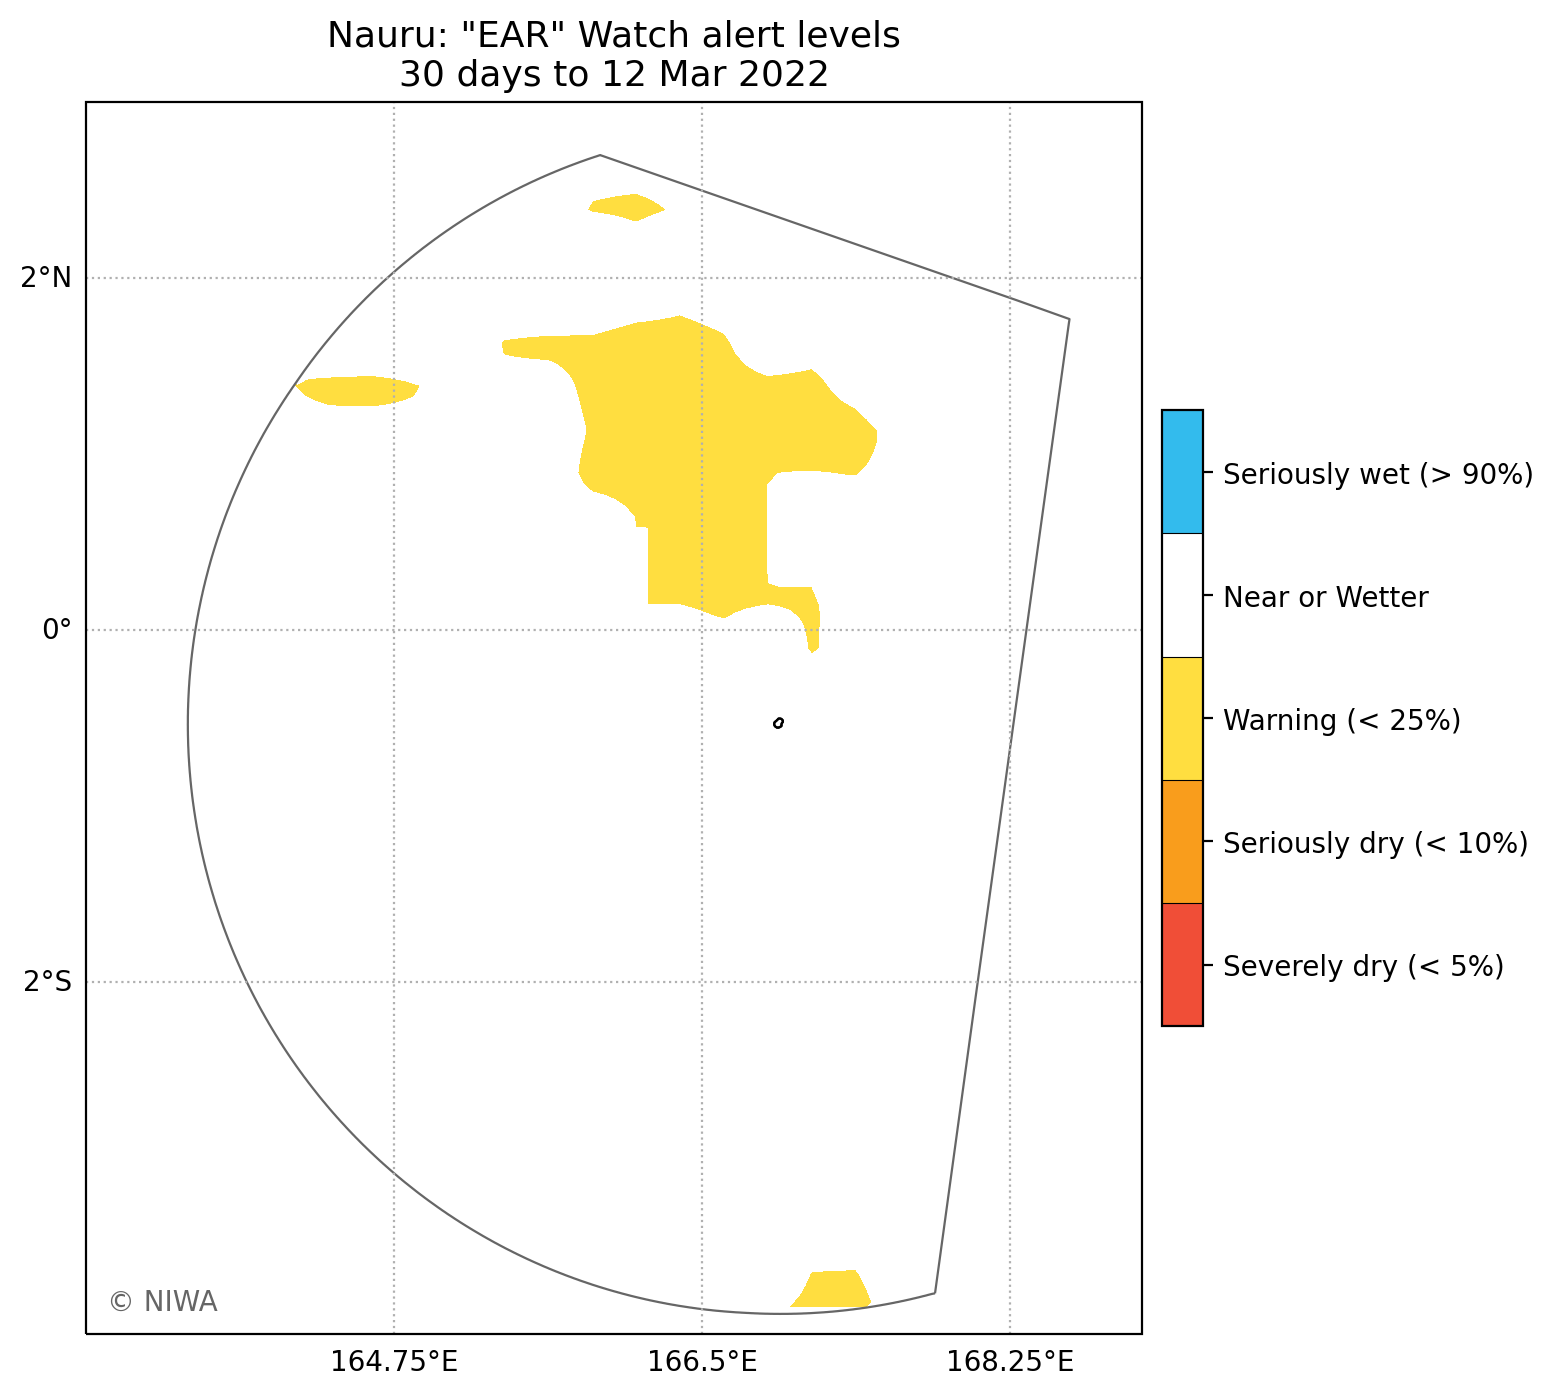 Nauru: "EAR" Watch alert levels
30 days to 12 Mar 2022
2°N
0°
2°S
164.75°E
166.5°E
168.25°E
Seriously wet (> 90%)
Near or Wetter
Warning (< 25%)
Seriously dry (< 10%)
Severely dry (< 5%)
© NIWA